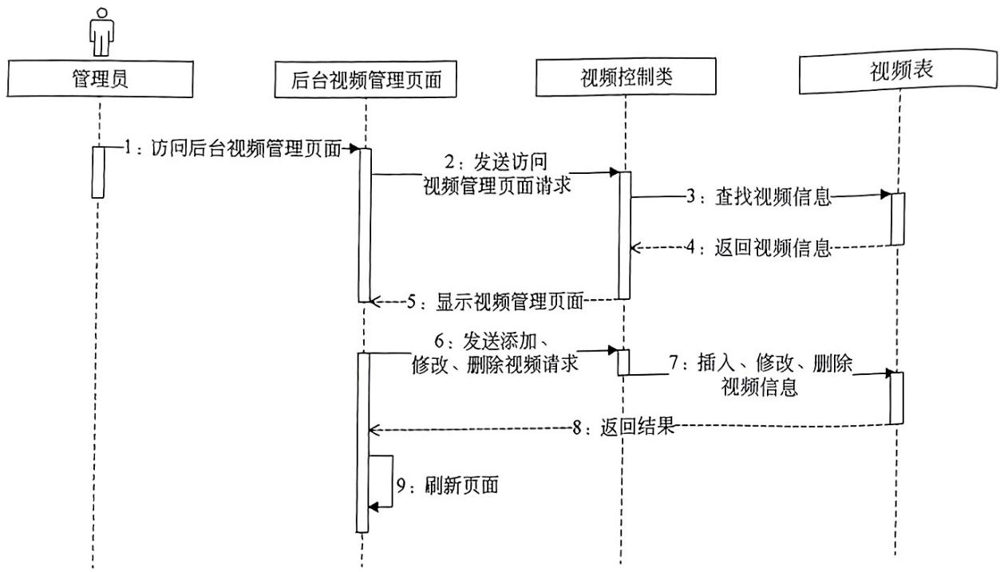 管理员
后台视频管理页面
视频控制类
视频表
1：访问后台视频管理页面
2：发送访问
视频管理页面请求
3：查找视频信息
4：返回视频信息
5：显示视频管理页面
6：发送添加、
修改、删除视频请求
7：插入、修改、删除
视频信息
8：返回结果
9：刷新页面